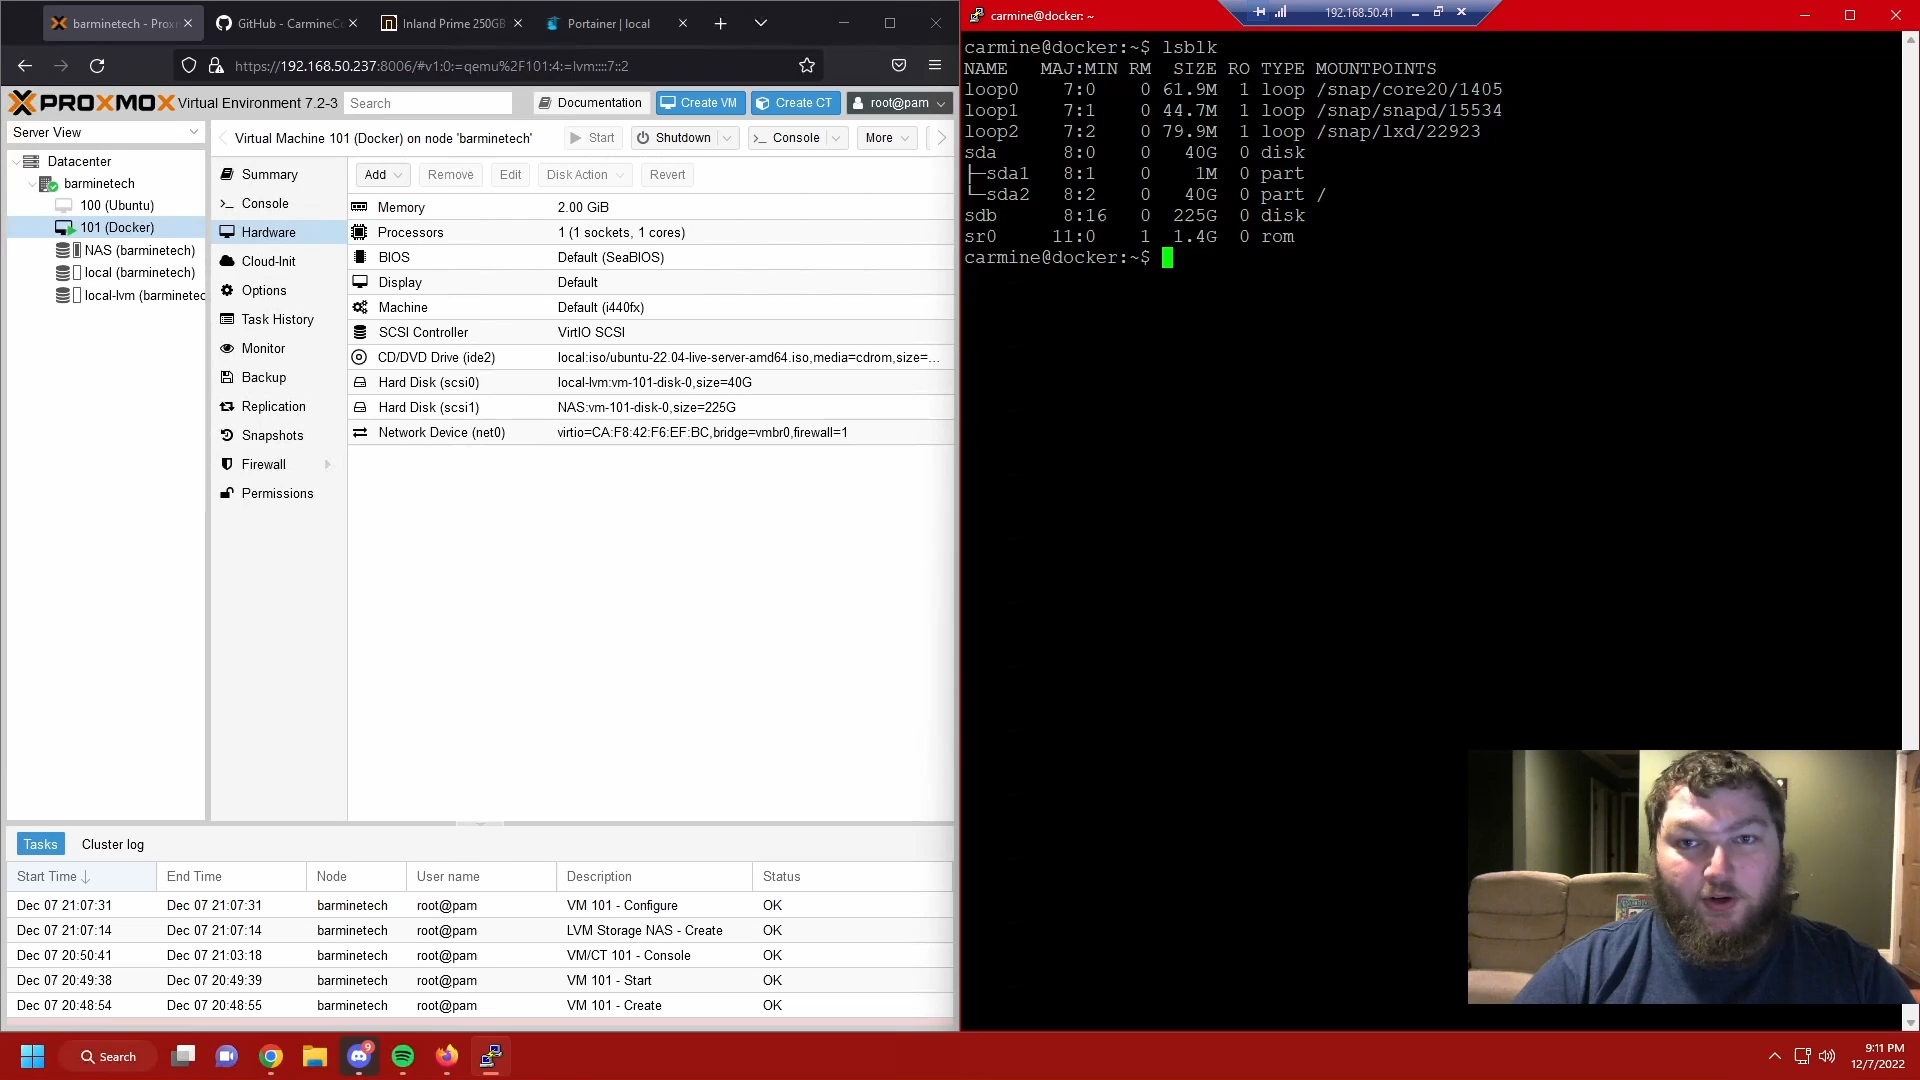 barminetech - Prox
GitHub - CarmineCo
Inland Prime 250GB
Portainer | local
https://192.168.50.237:8006/#v1:0:=qemu%2F101:4:=lvm::::7::2
PROXMOX Virtual Environment 7.2-3
Search
Documentation
Create VM
Create CT
root@pam
Server View
Datacenter
barminetech
100 (Ubuntu)
101 (Docker)
NAS (barminetech)
local (barminetech)
local-lvm (barminetec
Virtual Machine 101 (Docker) on node 'barminetech'
Start
Shutdown
Console
More
Summary
Console
Hardware
Cloud-Init
Options
Task History
Monitor
Backup
Replication
Snapshots
Firewall
Permissions
Add
Remove
Edit
Disk Action
Revert
Memory 2.00 GiB
Processors 1 (1 sockets, 1 cores)
BIOS Default (SeaBIOS)
Display Default
Machine Default (i440fx)
SCSI Controller VirtIO SCSI
CD/DVD Drive (ide2) local:iso/ubuntu-22.04-live-server-amd64.iso,media=cdrom,size=...
Hard Disk (scsi0) local-lvm:vm-101-disk-0,size=40G
Hard Disk (scsi1) NAS:vm-101-disk-0,size=225G
Network Device (net0) virtio=CA:F8:42:F6:EF:BC,bridge=vmbr0,firewall=1
Tasks
Cluster log
Start Time End Time Node User name Description Status
Dec 07 21:07:31 Dec 07 21:07:31 barminetech root@pam VM 101 - Configure OK
Dec 07 21:07:14 Dec 07 21:07:14 barminetech root@pam LVM Storage NAS - Create OK
Dec 07 20:50:41 Dec 07 21:03:18 barminetech root@pam VM/CT 101 - Console OK
Dec 07 20:49:38 Dec 07 20:49:39 barminetech root@pam VM 101 - Start OK
Dec 07 20:48:54 Dec 07 20:48:55 barminetech root@pam VM 101 - Create OK
carmine@docker: ~
192.168.50.41
carmine@docker:~$ lsblk
NAME MAJ:MIN RM SIZE RO TYPE MOUNTPOINTS
loop0 7:0 0 61.9M 1 loop /snap/core20/1405
loop1 7:1 0 44.7M 1 loop /snap/snapd/15534
loop2 7:2 0 79.9M 1 loop /snap/lxd/22923
sda 8:0 0 40G 0 disk
├─sda1 8:1 0 1M 0 part
└─sda2 8:2 0 40G 0 part /
sdb 8:16 0 225G 0 disk
sr0 11:0 1 1.4G 0 rom
carmine@docker:~$
Search
9
9:11 PM
12/7/2022